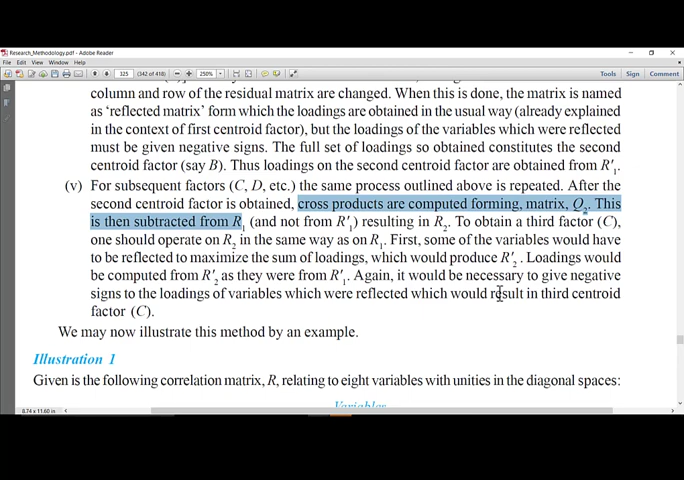 Research_Methodology.pdf - Adobe Reader
File Edit View Window Help
325 (342 of 418) 250% Tools Sign Comment
column and row of the residual matrix are changed. When this is done, the matrix is named
as ‘reflected matrix’ form which the loadings are obtained in the usual way (already explained
in the context of first centroid factor), but the loadings of the variables which were reflected
must be given negative signs. The full set of loadings so obtained constitutes the second
centroid factor (say B). Thus loadings on the second centroid factor are obtained from R′1.
(v) For subsequent factors (C, D, etc.) the same process outlined above is repeated. After the
second centroid factor is obtained, cross products are computed forming, matrix, Q2. This
is then subtracted from R1 (and not from R′1) resulting in R2. To obtain a third factor (C),
one should operate on R2 in the same way as on R1. First, some of the variables would have
to be reflected to maximize the sum of loadings, which would produce R′2. Loadings would
be computed from R′2 as they were from R′1. Again, it would be necessary to give negative
signs to the loadings of variables which were reflected which would result in third centroid
factor (C).
We may now illustrate this method by an example.
Illustration 1
Given is the following correlation matrix, R, relating to eight variables with unities in the diagonal spaces:
Variables
8.74 x 11.60 in